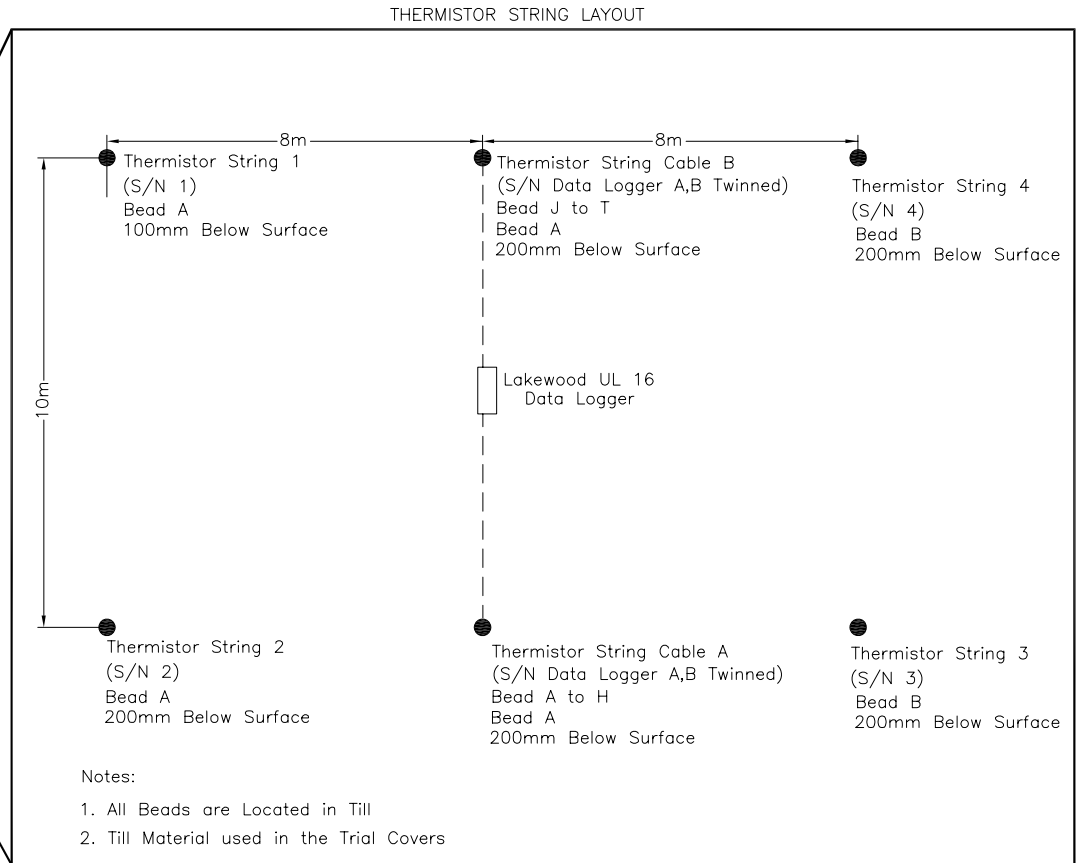 THERMISTOR STRING LAYOUT
8m
8m
Thermistor String 1
(S/N 1)
Bead A
100mm Below Surface
Thermistor String Cable B
(S/N Data Logger A,B Twinned)
Bead J to T
Bead A
200mm Below Surface
Thermistor String 4
(S/N 4)
Bead B
200mm Below Surface
10m
Lakewood UL 16
Data Logger
Thermistor String 2
(S/N 2)
Bead A
200mm Below Surface
Thermistor String Cable A
(S/N Data Logger A,B Twinned)
Bead A to H
Bead A
200mm Below Surface
Thermistor String 3
(S/N 3)
Bead B
200mm Below Surface
Notes:
1. All Beads are Located in Till
2. Till Material used in the Trial Covers